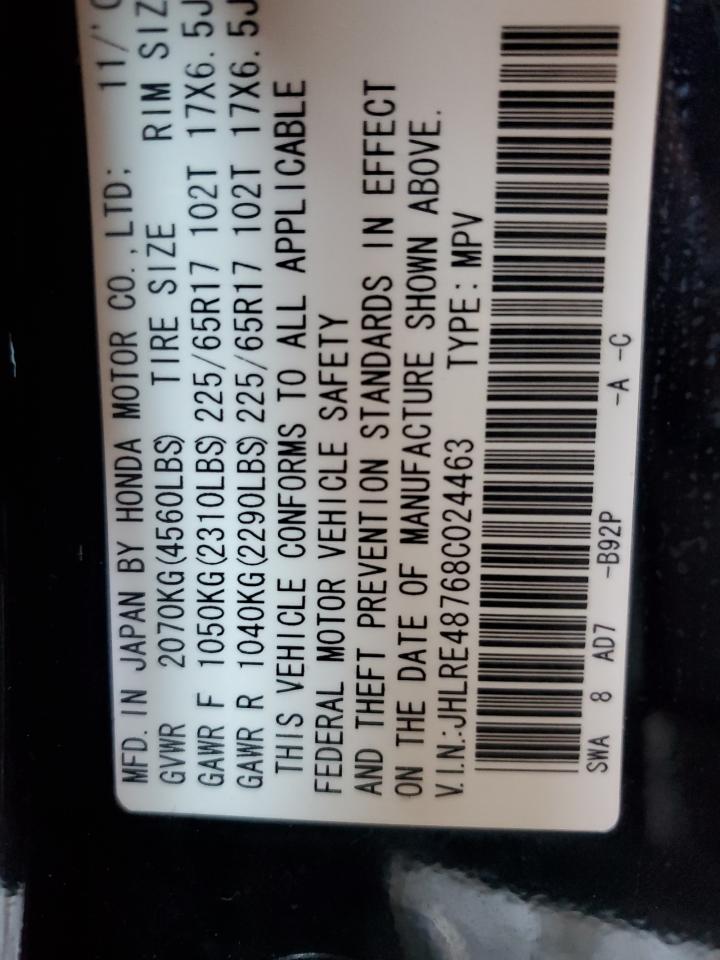 MFD. IN JAPAN BY HONDA MOTOR CO., LTD; 11/'0
GVWR 2070KG(4560LBS) TIRE SIZE RIM SIZ
GAWR F 1050KG(2310LBS) 225/65R17 102T 17X6.5J
GAWR R 1040KG(2290LBS) 225/65R17 102T 17X6.5J
THIS VEHICLE CONFORMS TO ALL APPLICABLE
FEDERAL MOTOR VEHICLE SAFETY
AND THEFT PREVENTION STANDARDS IN EFFECT
ON THE DATE OF MANUFACTURE SHOWN ABOVE.
V.I.N.:JHLRE48768C024463 TYPE: MPV
SWA 8 AD7 -B92P -A -C